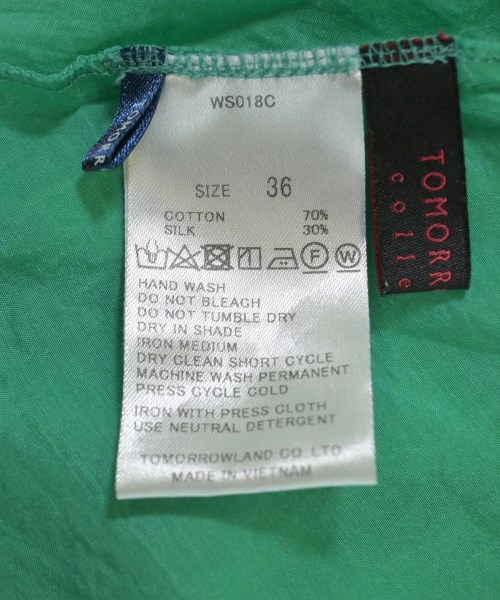 WS018C
SIZE 36
COTTON 70%
SILK 30%
F W
HAND WASH
DO NOT BLEACH
DO NOT TUMBLE DRY
DRY IN SHADE
IRON MEDIUM
DRY CLEAN SHORT CYCLE
MACHINE WASH PERMANENT
PRESS CYCLE COLD
IRON WITH PRESS CLOTH
USE NEUTRAL DETERGENT
TOMORROWLAND CO.,LTD.
MADE IN VIETNAM
TOMORR
colle
OMORR